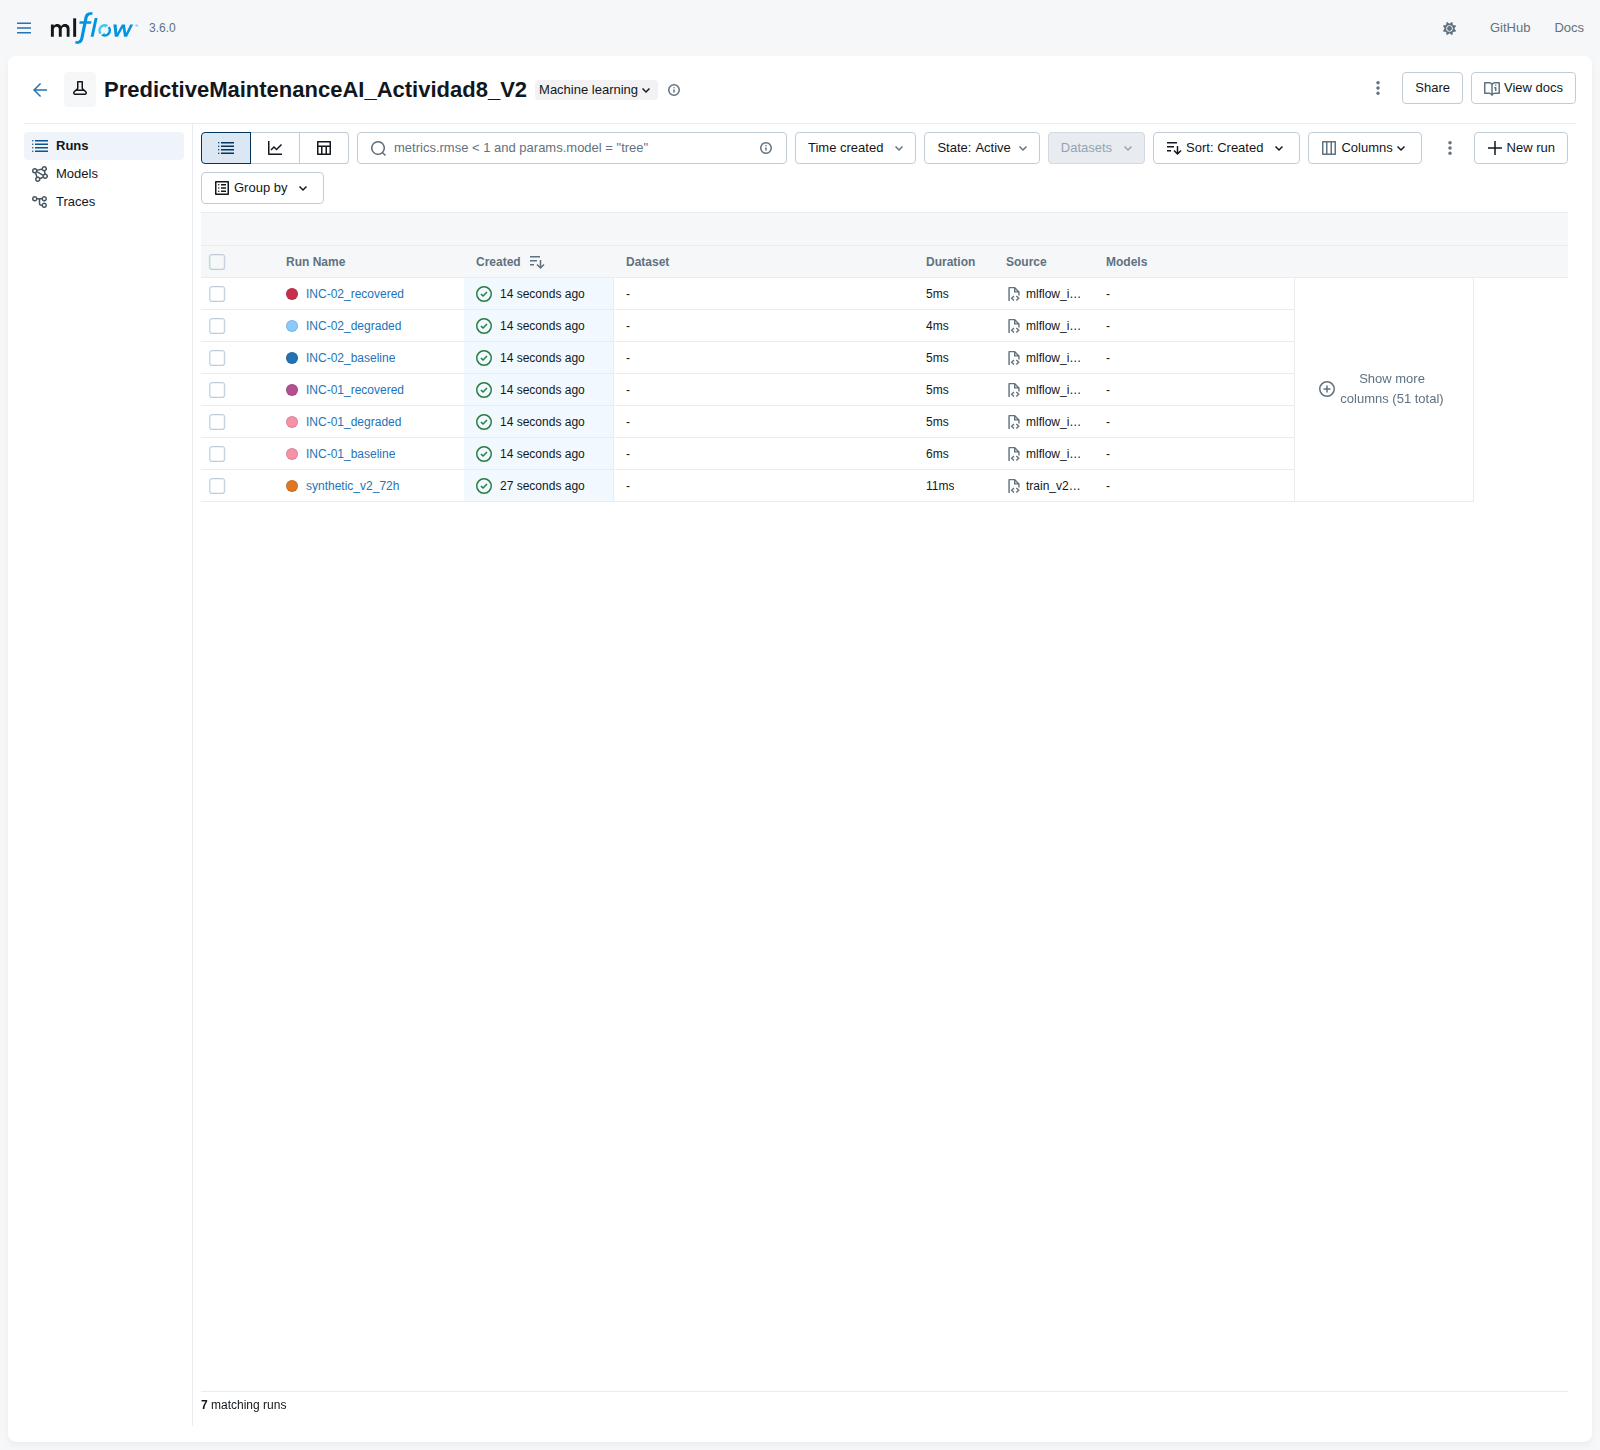 mlflow 3.6.0 GitHub Docs
PredictiveMaintenanceAI_Actividad8_V2 Machine learning Share View docs
Runs
Models
Traces
metrics.rmse < 1 and params.model = "tree" Time created State: Active Datasets Sort: Created Columns New run
Group by
Run Name Created Dataset Duration Source Models
INC-02_recovered 14 seconds ago - 5ms mlflow_i... -
INC-02_degraded 14 seconds ago - 4ms mlflow_i... -
INC-02_baseline 14 seconds ago - 5ms mlflow_i... -
INC-01_recovered 14 seconds ago - 5ms mlflow_i... -
INC-01_degraded 14 seconds ago - 5ms mlflow_i... -
INC-01_baseline 14 seconds ago - 6ms mlflow_i... -
synthetic_v2_72h 27 seconds ago - 11ms train_v2... -
Show more
columns (51 total)
7 matching runs